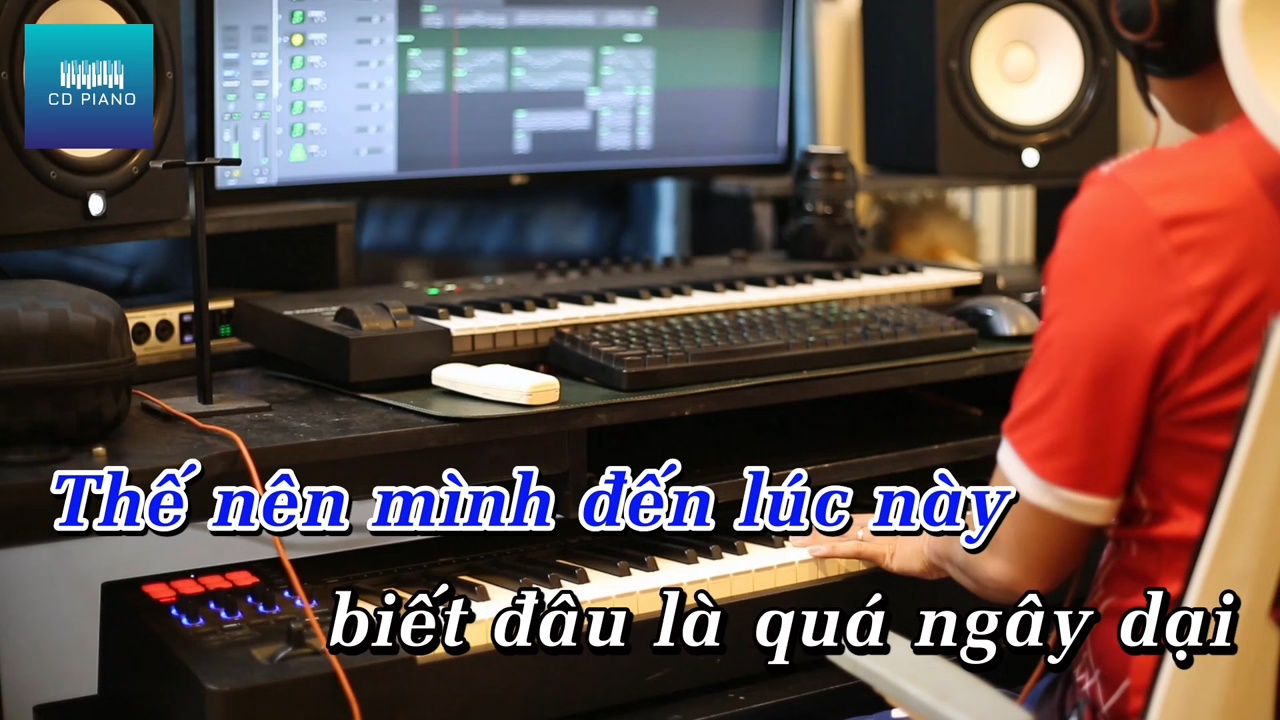 CD PIANO
Thế nên mình đến lúc này
biết đâu là quá ngây dại